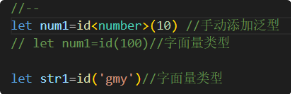 //--
let num1=id<number>(10) //手动添加泛型
// let num1=id(100)//字面量类型
let str1=id('gmy')//字面量类型